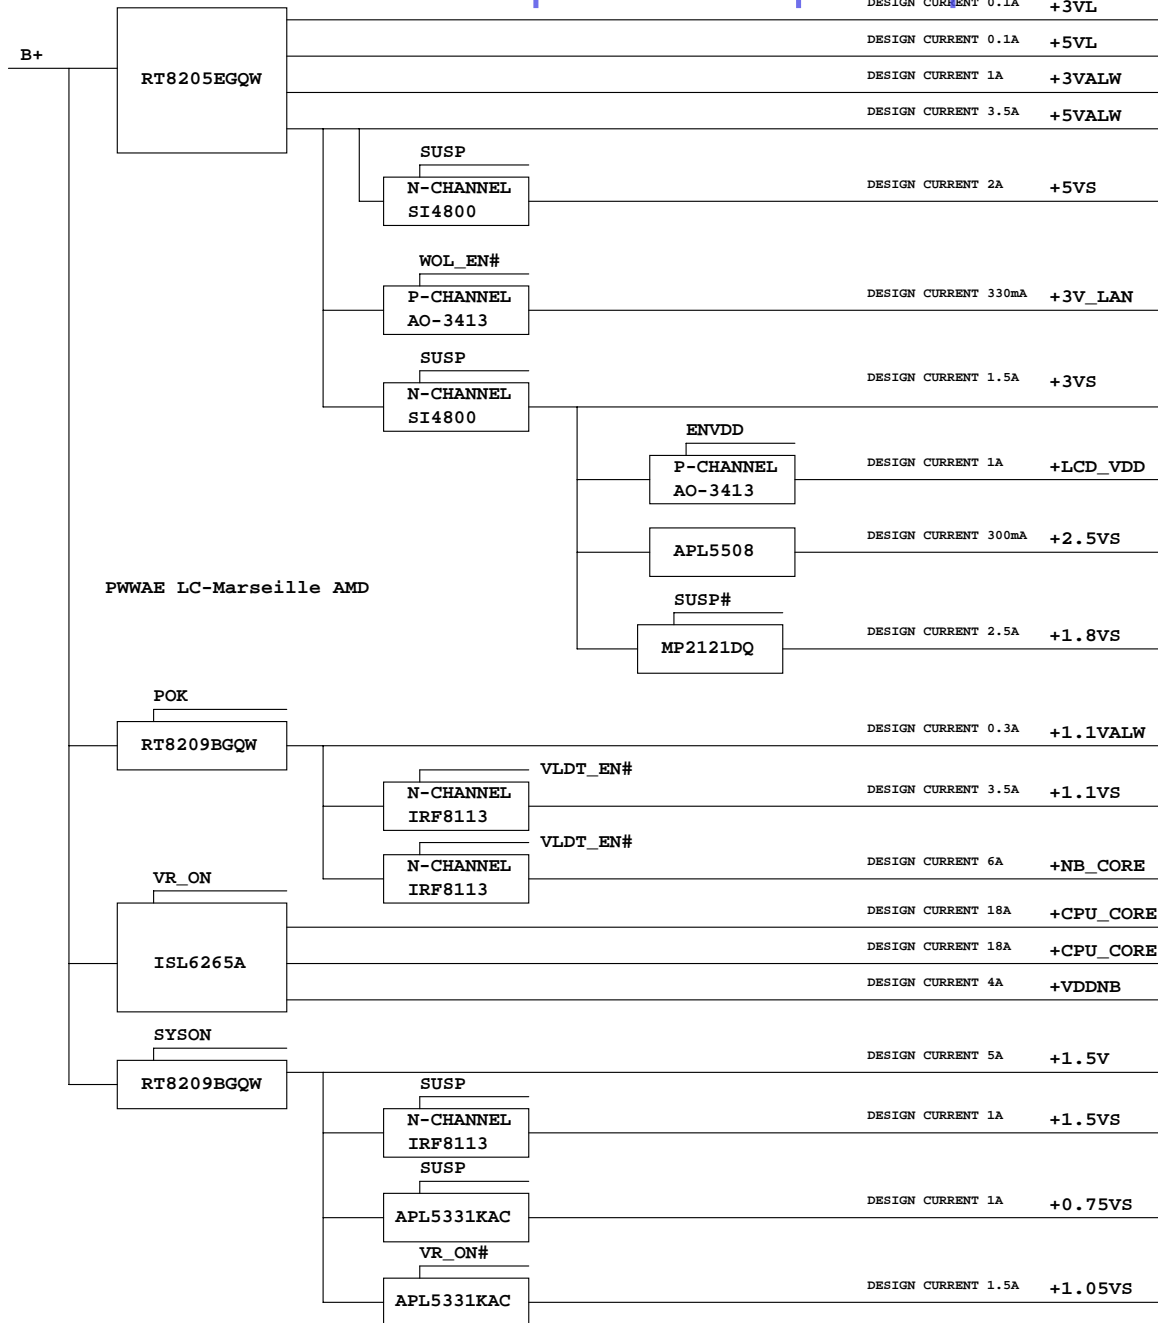 DESIGN CURRENT 0.1A +3VL
DESIGN CURRENT 0.1A +5VL
B+
RT8205EGQW
DESIGN CURRENT 1A +3VALW
DESIGN CURRENT 3.5A +5VALW
SUSP
N-CHANNEL
SI4800
DESIGN CURRENT 2A +5VS
WOL_EN#
P-CHANNEL
AO-3413
DESIGN CURRENT 330mA +3V_LAN
SUSP
N-CHANNEL
SI4800
DESIGN CURRENT 1.5A +3VS
ENVDD
P-CHANNEL
AO-3413
DESIGN CURRENT 1A +LCD_VDD
APL5508
DESIGN CURRENT 300mA +2.5VS
PWWAE LC-Marseille AMD
SUSP#
MP2121DQ
DESIGN CURRENT 2.5A +1.8VS
POK
RT8209BGQW
DESIGN CURRENT 0.3A +1.1VALW
VLDT_EN#
N-CHANNEL
IRF8113
DESIGN CURRENT 3.5A +1.1VS
VLDT_EN#
N-CHANNEL
IRF8113
DESIGN CURRENT 6A +NB_CORE
VR_ON
ISL6265A
DESIGN CURRENT 18A +CPU_CORE
DESIGN CURRENT 18A +CPU_CORE
DESIGN CURRENT 4A +VDDNB
SYSON
RT8209BGQW
DESIGN CURRENT 5A +1.5V
SUSP
N-CHANNEL
IRF8113
DESIGN CURRENT 1A +1.5VS
SUSP
APL5331KAC
DESIGN CURRENT 1A +0.75VS
VR_ON#
APL5331KAC
DESIGN CURRENT 1.5A +1.05VS